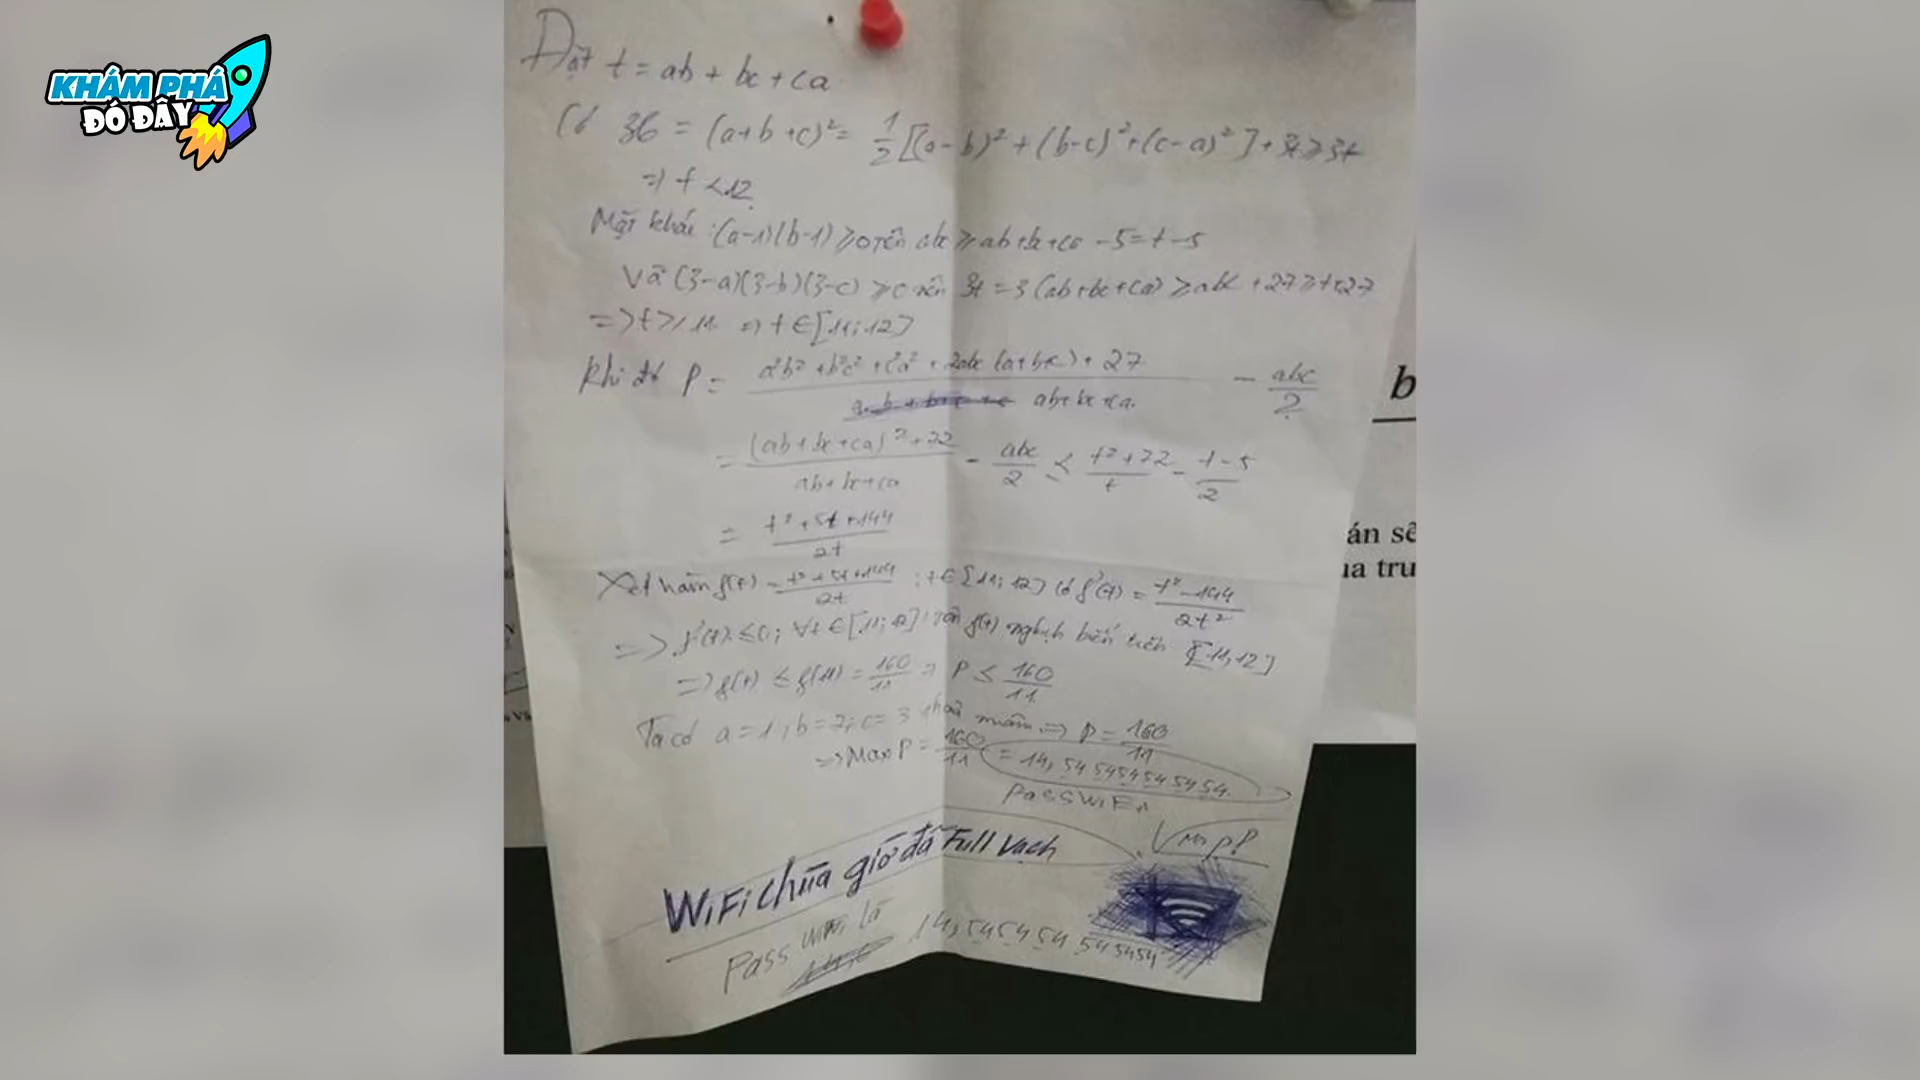 KHÁM PHÁ
ĐÓ ĐÂY
Đặt t = ab + bc + ca
Có 36 = (a+b+c)² = 1/2 [(a-b)² + (b-c)² + (c-a)²] + 3t ≥ 3t
=> t ≤ 12
Mặt khác: (a-1)(b-1) ≥ 0 nên abc ≥ ab+bc+ca - 5 = t-5
Và (3-a)(3-b)(3-c) ≥ 0 nên 3t = 3(ab+bc+ca) ≥ abc + 27 ≥ t+27
=> t ≥ 11 => t ∈ [11; 12]
Khi đó P = (a²b² + b²c² + c²a² + 2abc(a+b+c) + 27) / (ab+bc+ca) - abc/2
= ((ab+bc+ca)² + 72) / (ab+bc+ca) - abc/2 ≤ (t²+72)/t - (t-5)/2
= (t² + 5t + 144)/2t
Xét hàm f(t) = (t² + 5t + 144)/2t ; t ∈ [11; 12] Có f'(t) = (t² - 144)/2t²
=> f'(t) ≤ 0; ∀t ∈ [11; 12] nên f(t) nghịch biến trên [11, 12]
=> f(t) ≤ f(11) = 160/11 => P ≤ 160/11
Ta có a = 1; b = 2; c = 3 thoả mãn => P = 160/11
=> Max P = 160/11 = 14,545454545454
Pass WiFi
WiFi chùa giờ đã Full Vạch
Pass WiFi là 14,545454545454
b
án sẽ
ua tru